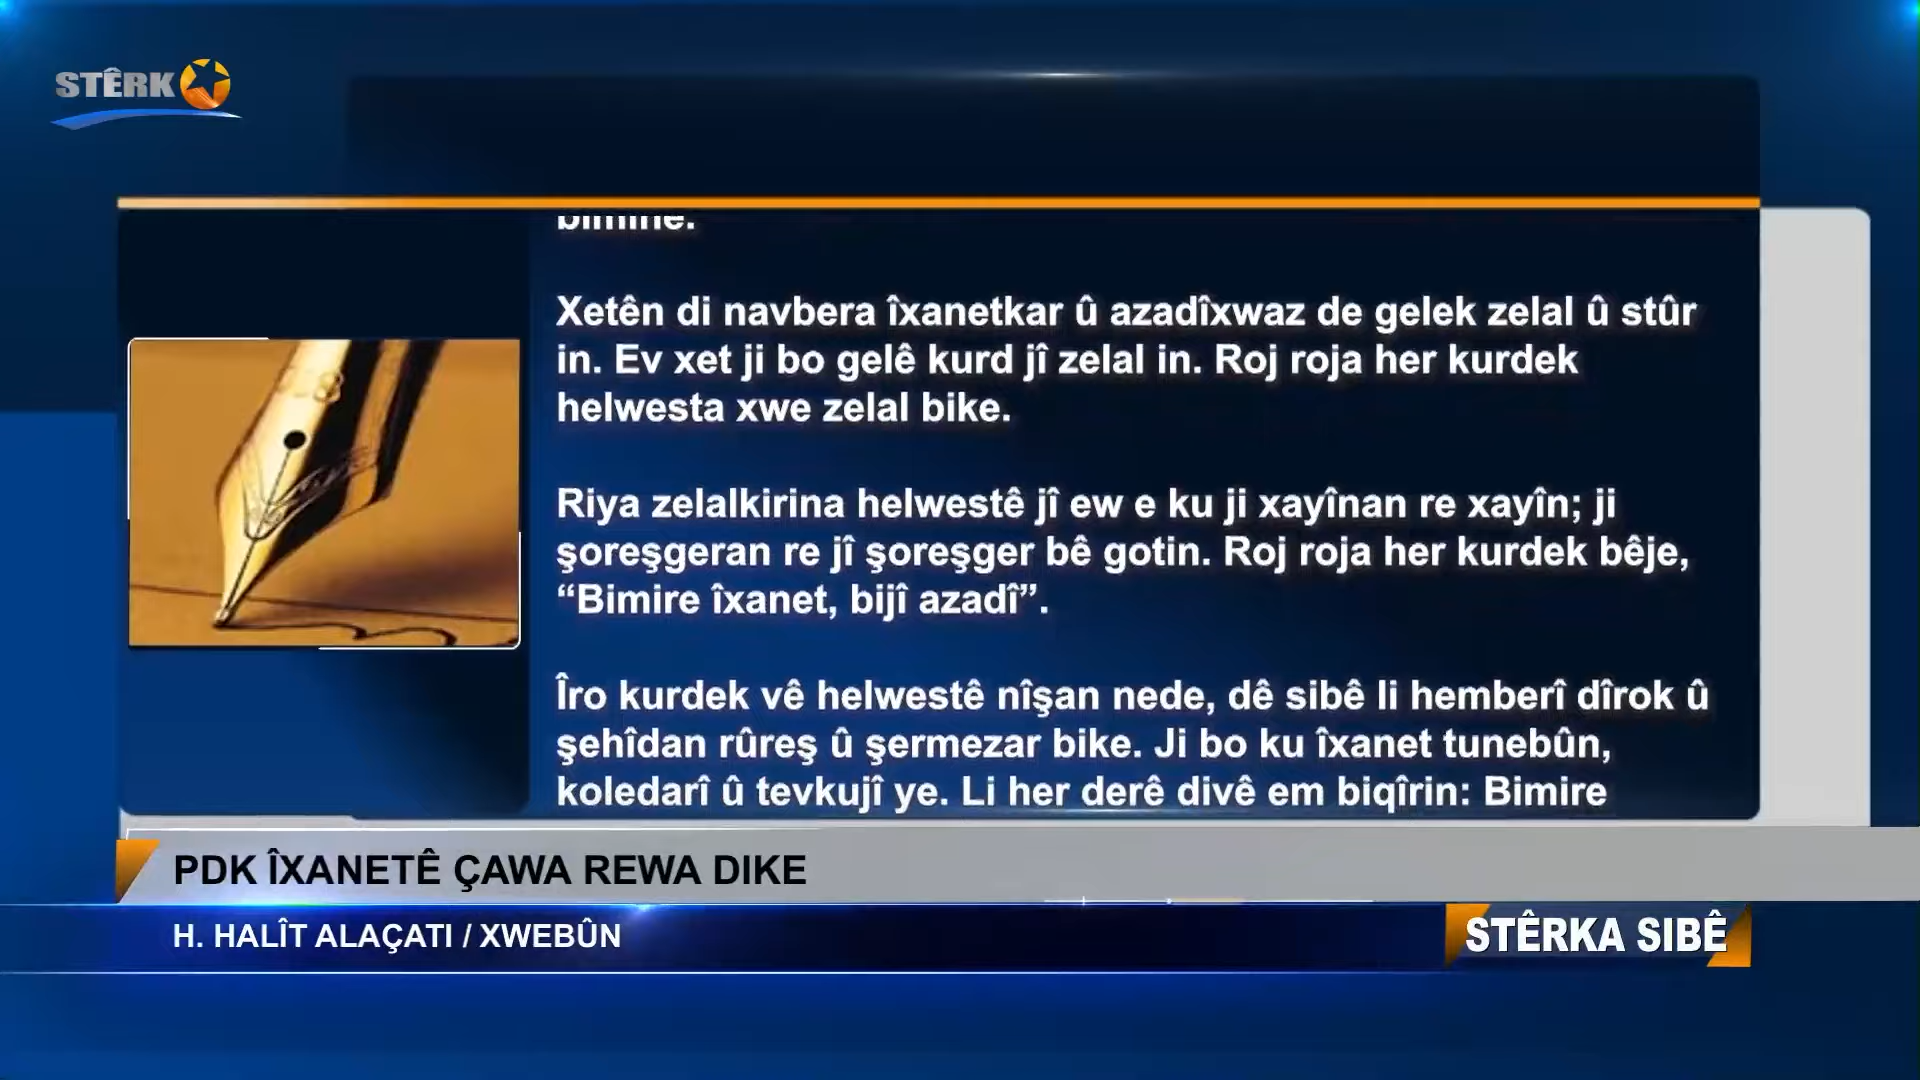 STÊRK
bimine.
Xetên di navbera îxanetkar û azadîxwaz de gelek zelal û stûr
in. Ev xet ji bo gelê kurd jî zelal in. Roj roja her kurdek
helwesta xwe zelal bike.
Riya zelalkirina helwestê jî ew e ku ji xayînan re xayîn; ji
şoreşgeran re jî şoreşger bê gotin. Roj roja her kurdek bêje,
“Bimire îxanet, bijî azadî”.
Îro kurdek vê helwestê nîşan nede, dê sibê li hemberî dîrok û
şehîdan rûreş û şermezar bike. Ji bo ku îxanet tunebûn,
koledarî û tevkujî ye. Li her derê divê em biqîrin: Bimire
PDK ÎXANETÊ ÇAWA REWA DIKE
H. HALÎT ALAÇATI / XWEBÛN
STÊRKA SIBÊ